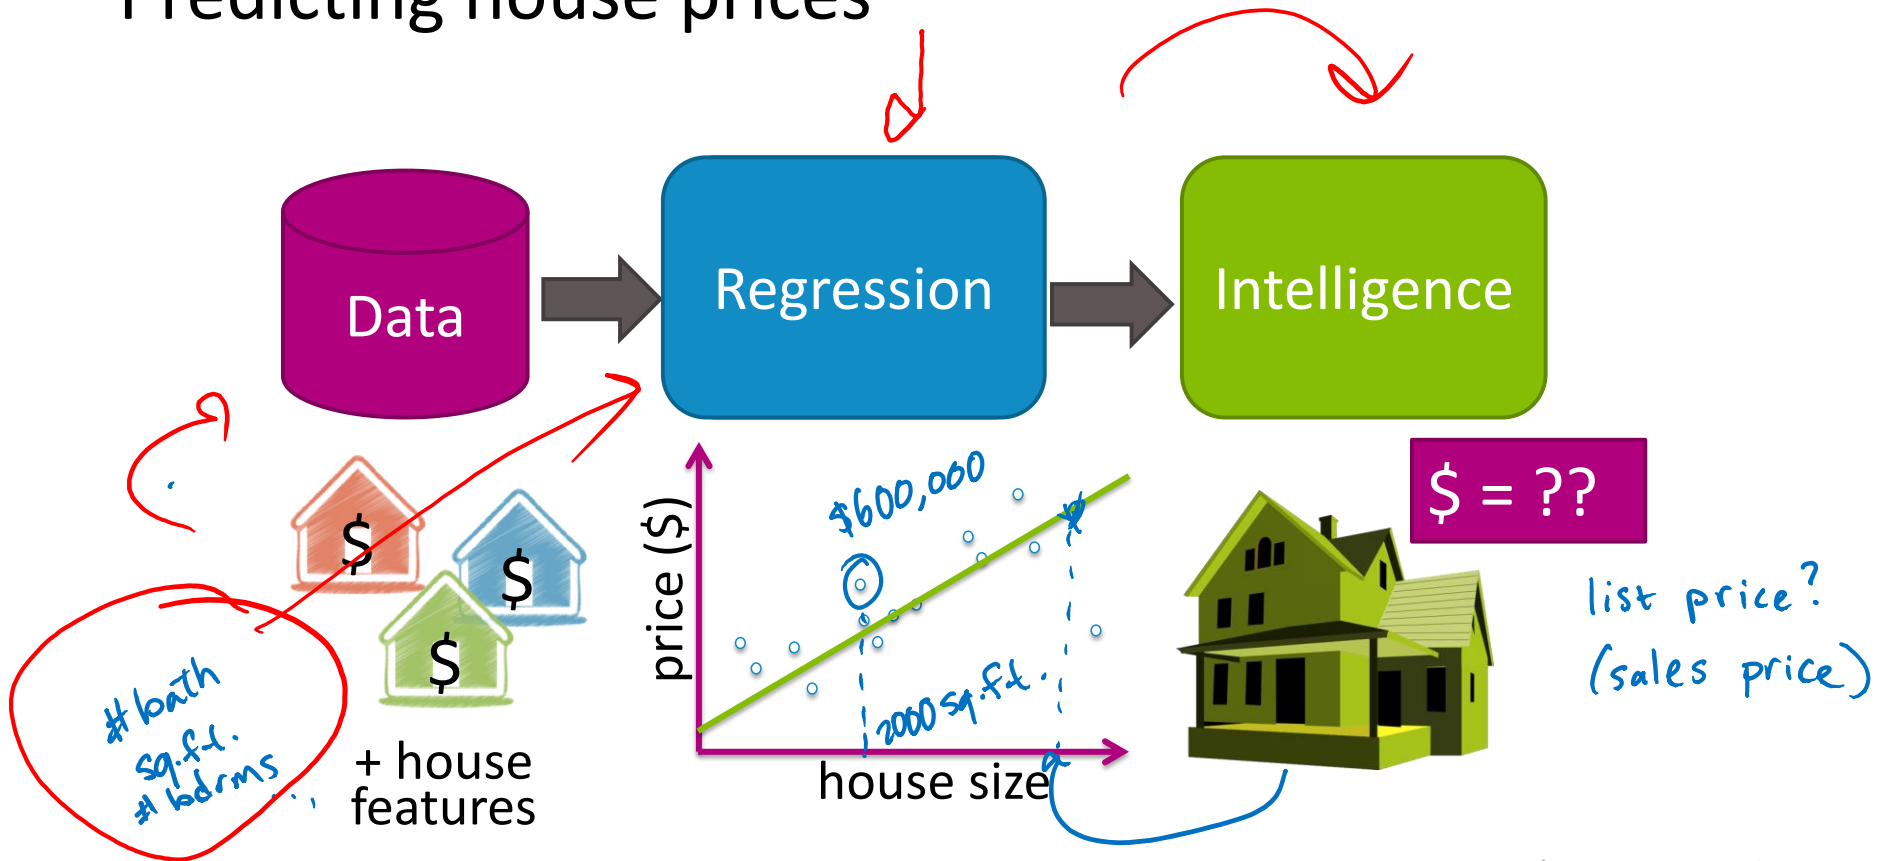 Predicting house prices
Data
Regression
Intelligence
$
$
$
+ house
features
#bath
sq.ft.
# bdrms
...
price ($)
$600,000
2000 sq.ft.
house size
$ = ??
list price?
(sales price)